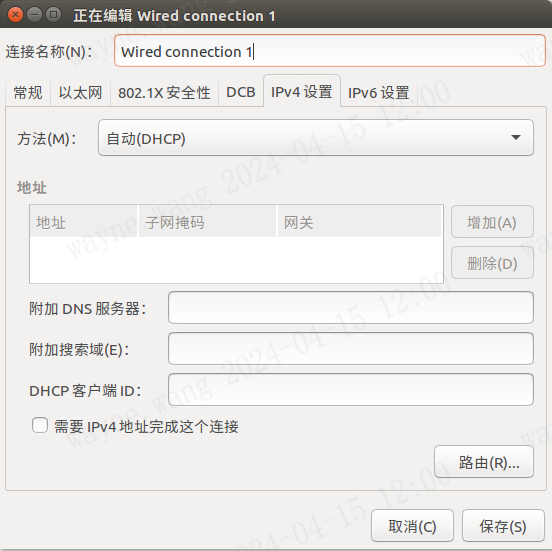 正在编辑 Wired connection 1
连接名称(N): Wired connection 1
常规 以太网 802.1X 安全性 DCB IPv4 设置 IPv6 设置
方法(M): 自动(DHCP)
地址
地址 子网掩码 网关
增加(A)
删除(D)
附加 DNS 服务器:
附加搜索域(E):
DHCP 客户端 ID:
需要 IPv4 地址完成这个连接
路由(R)...
取消(C) 保存(S)
wayne.wang 2024-04-15 12:00
wayne.wang 2024-04-15 12:00
wayne.wang 2024-04-15 12:00